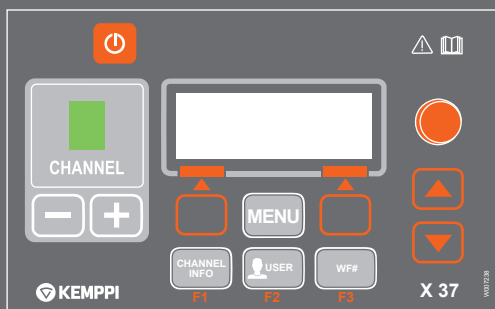 CHANNEL
−
+
MENU
CHANNEL
INFO
USER
WF#
F1
F2
F3
KEMPPI
X 37
W007238